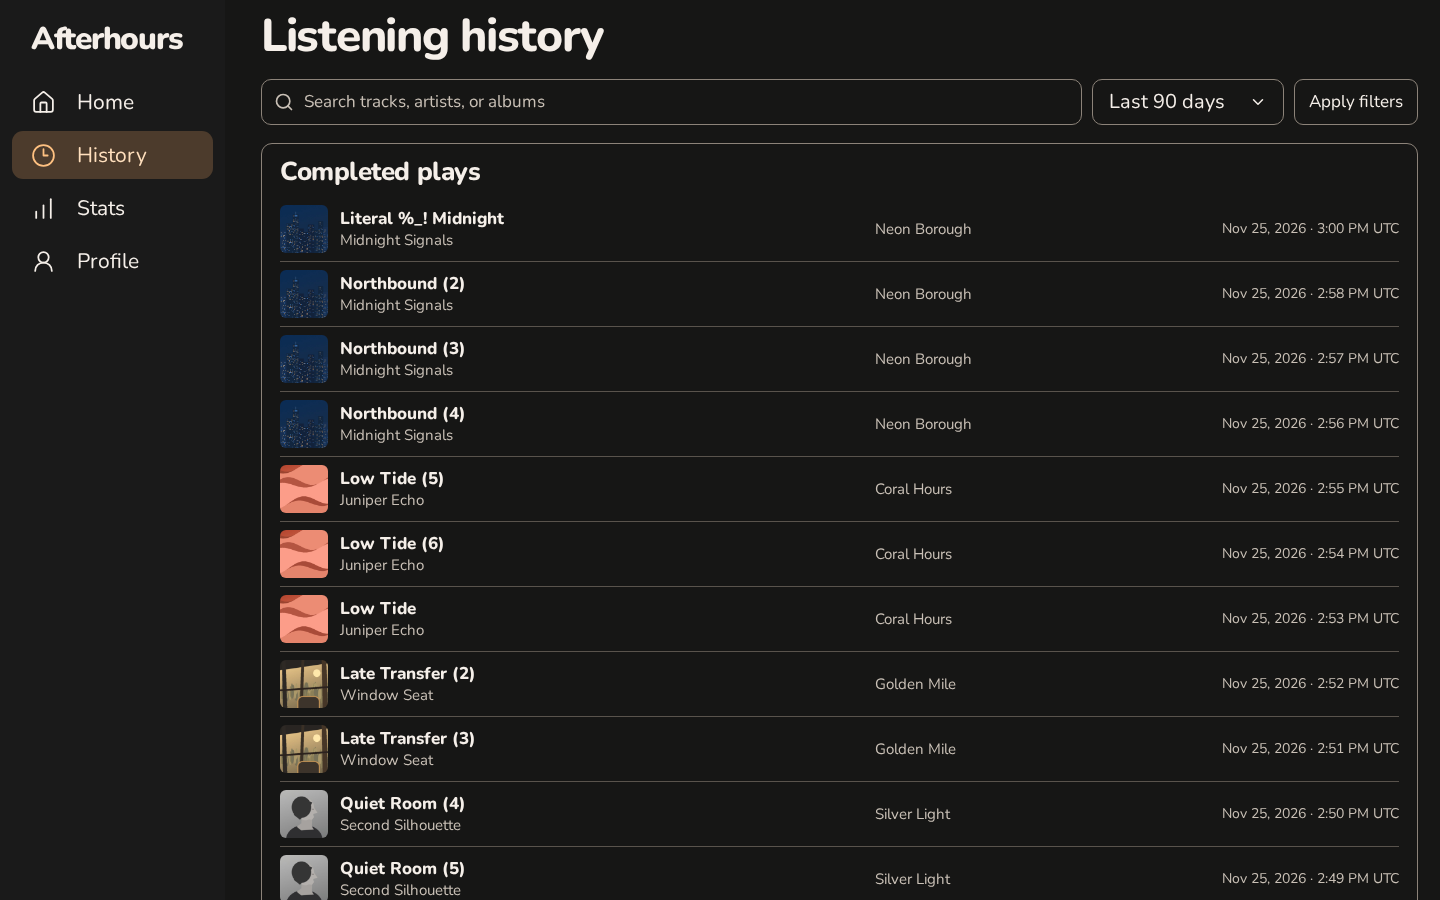 Afterhours
Home
History
Stats
Profile
Listening history
Search tracks, artists, or albums
Last 90 days
Apply filters
Completed plays
Literal %_! Midnight
Midnight Signals
Neon Borough
Nov 25, 2026 · 3:00 PM UTC
Northbound (2)
Midnight Signals
Neon Borough
Nov 25, 2026 · 2:58 PM UTC
Northbound (3)
Midnight Signals
Neon Borough
Nov 25, 2026 · 2:57 PM UTC
Northbound (4)
Midnight Signals
Neon Borough
Nov 25, 2026 · 2:56 PM UTC
Low Tide (5)
Juniper Echo
Coral Hours
Nov 25, 2026 · 2:55 PM UTC
Low Tide (6)
Juniper Echo
Coral Hours
Nov 25, 2026 · 2:54 PM UTC
Low Tide
Juniper Echo
Coral Hours
Nov 25, 2026 · 2:53 PM UTC
Late Transfer (2)
Window Seat
Golden Mile
Nov 25, 2026 · 2:52 PM UTC
Late Transfer (3)
Window Seat
Golden Mile
Nov 25, 2026 · 2:51 PM UTC
Quiet Room (4)
Second Silhouette
Silver Light
Nov 25, 2026 · 2:50 PM UTC
Quiet Room (5)
Second Silhouette
Silver Light
Nov 25, 2026 · 2:49 PM UTC